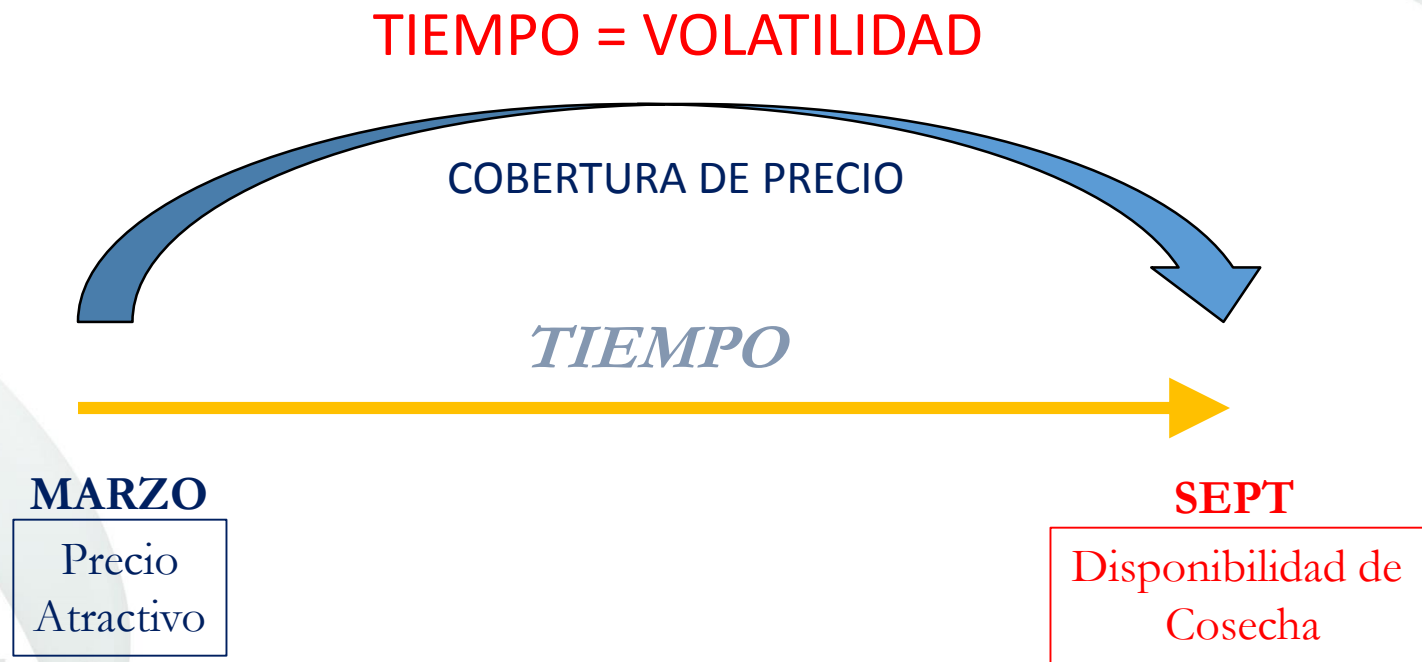 TIEMPO = VOLATILIDAD
COBERTURA DE PRECIO
TIEMPO
MARZO
Precio
Atractivo
SEPT
Disponibilidad de
Cosecha